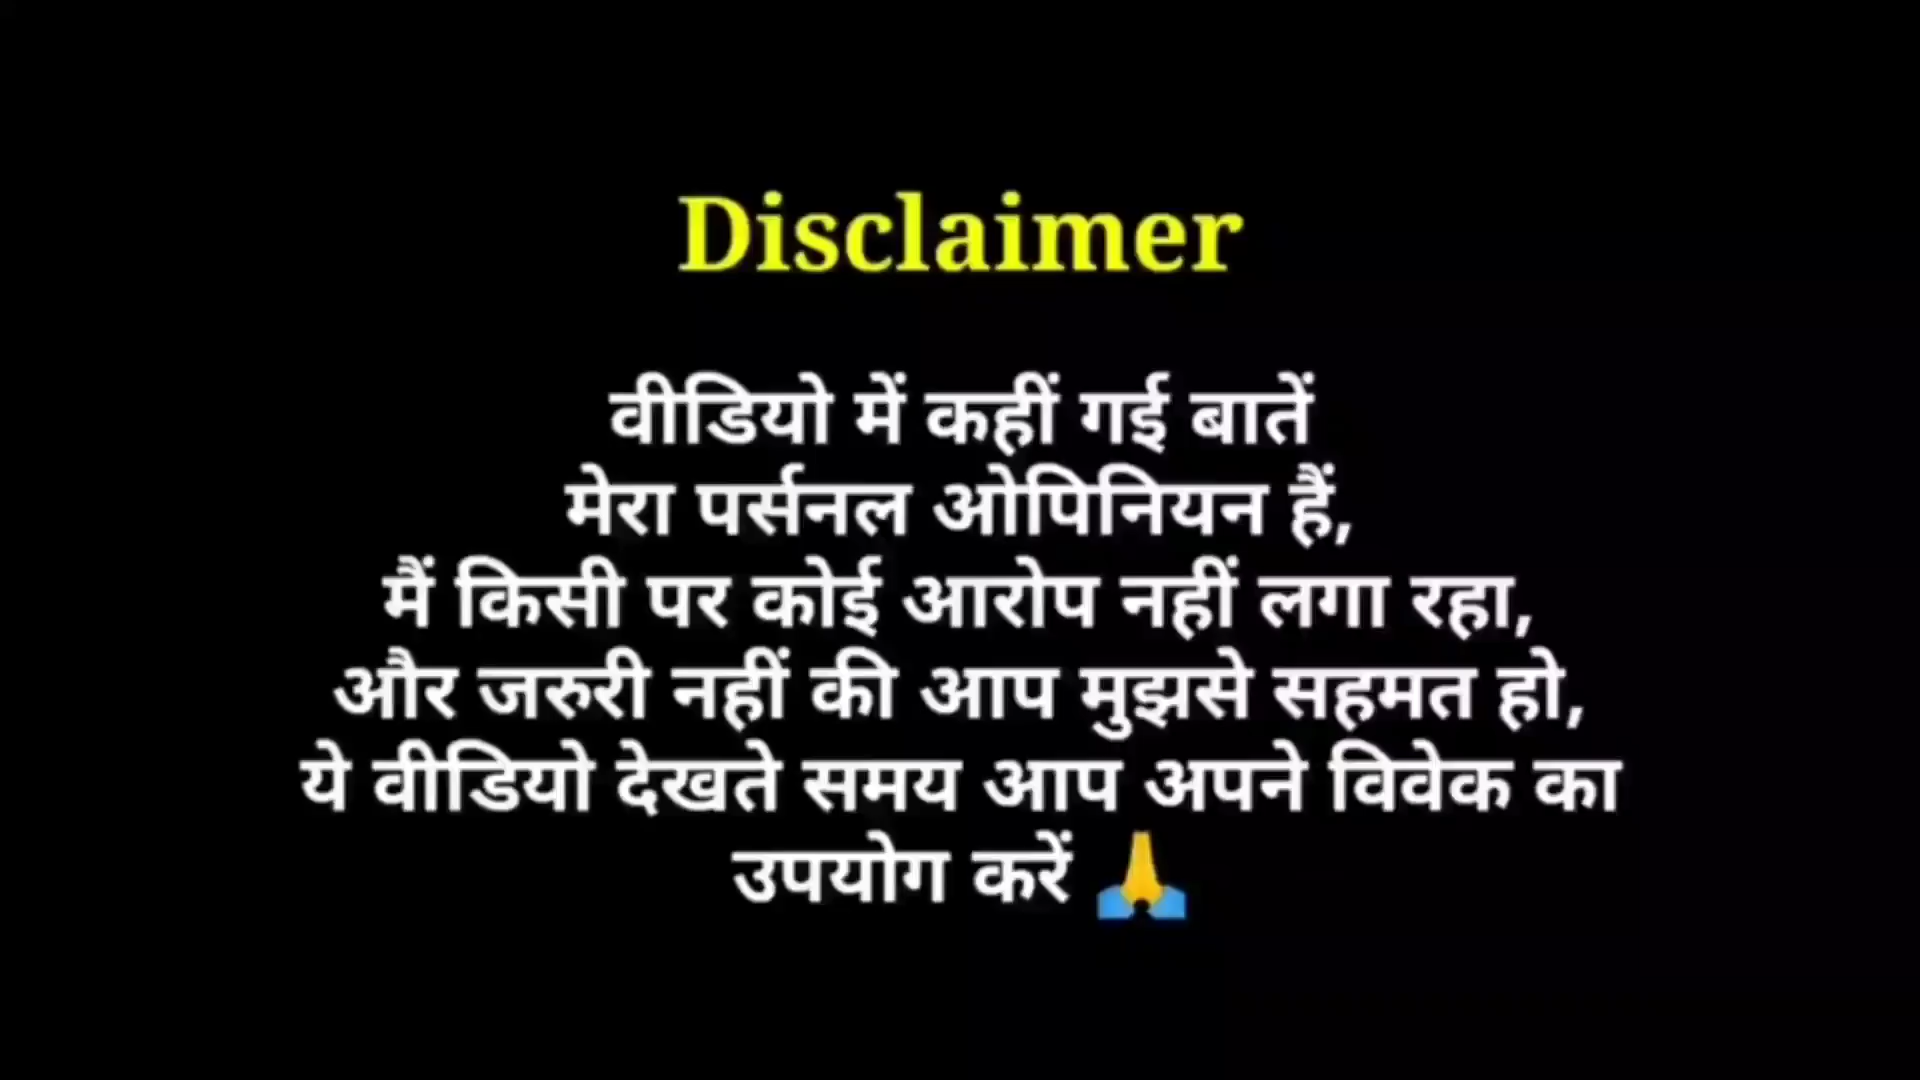 Disclaimer
वीडियो में कहीं गई बातें
मेरा पर्सनल ओपिनियन हैं,
मैं किसी पर कोई आरोप नहीं लगा रहा,
और जरुरी नहीं की आप मुझसे सहमत हो,
ये वीडियो देखते समय आप अपने विवेक का
उपयोग करें 🙏